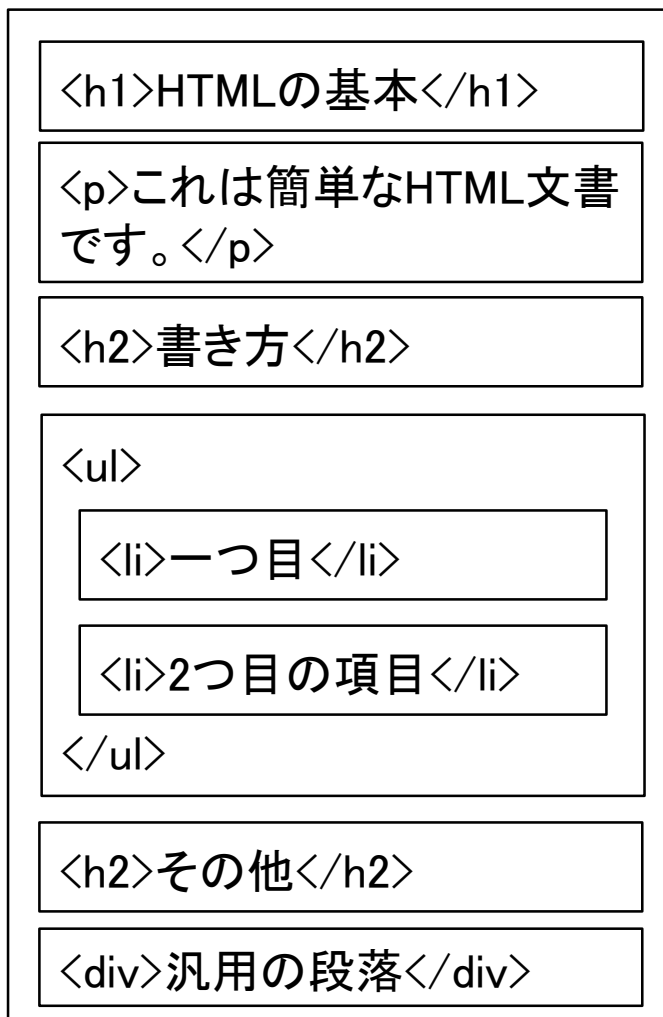 <h1>HTMLの基本</h1>
<p>これは簡単なHTML文書
です。</p>
<h2>書き方</h2>
<ul>
<li>一つ目</li>
<li>2つ目の項目</li>
</ul>
<h2>その他</h2>
<div>汎用の段落</div>